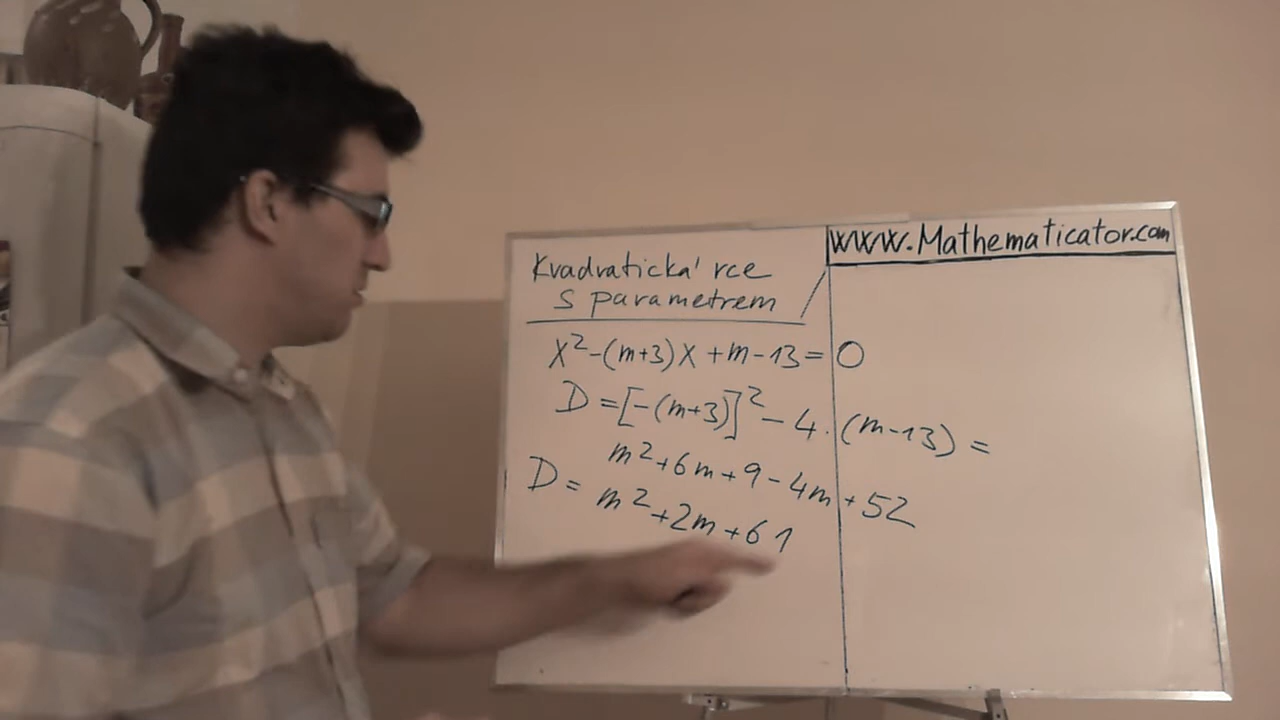 Kvadratická rce
s parametrem
www.Mathematicator.com
x²-(m+3)x+m-13=0
D=[-(m+3)]²-4.(m-13)=
m²+6m+9-4m+52
D=m²+2m+61